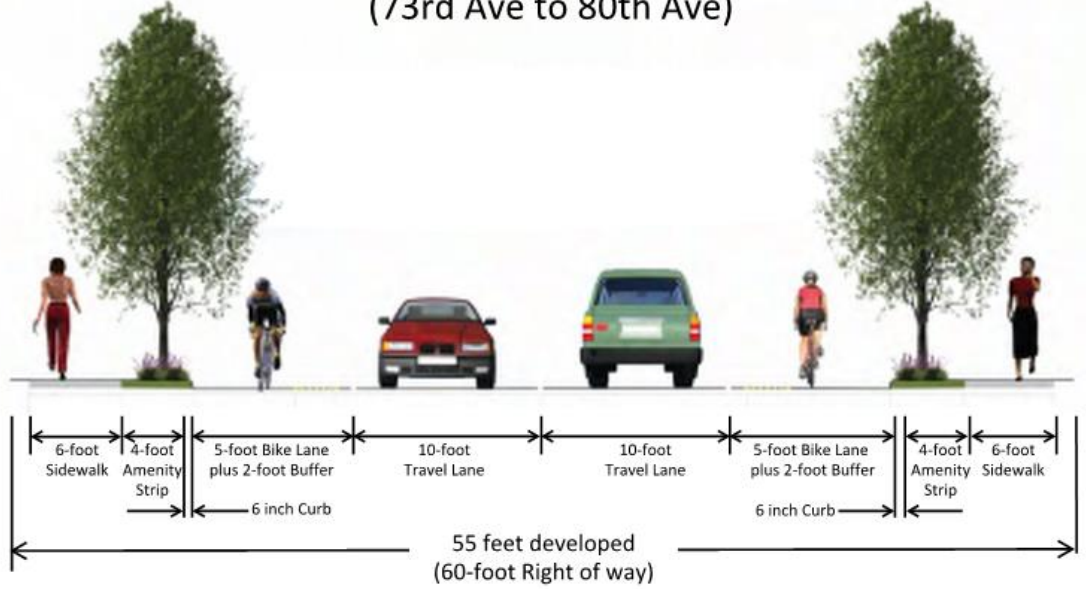 (73rd Ave to 80th Ave)
6-foot
Sidewalk
4-foot
Amenity
Strip
5-foot Bike Lane
plus 2-foot Buffer
10-foot
Travel Lane
10-foot
Travel Lane
5-foot Bike Lane
plus 2-foot Buffer
4-foot
Amenity
Strip
6-foot
Sidewalk
6 inch Curb
6 inch Curb
55 feet developed
(60-foot Right of way)